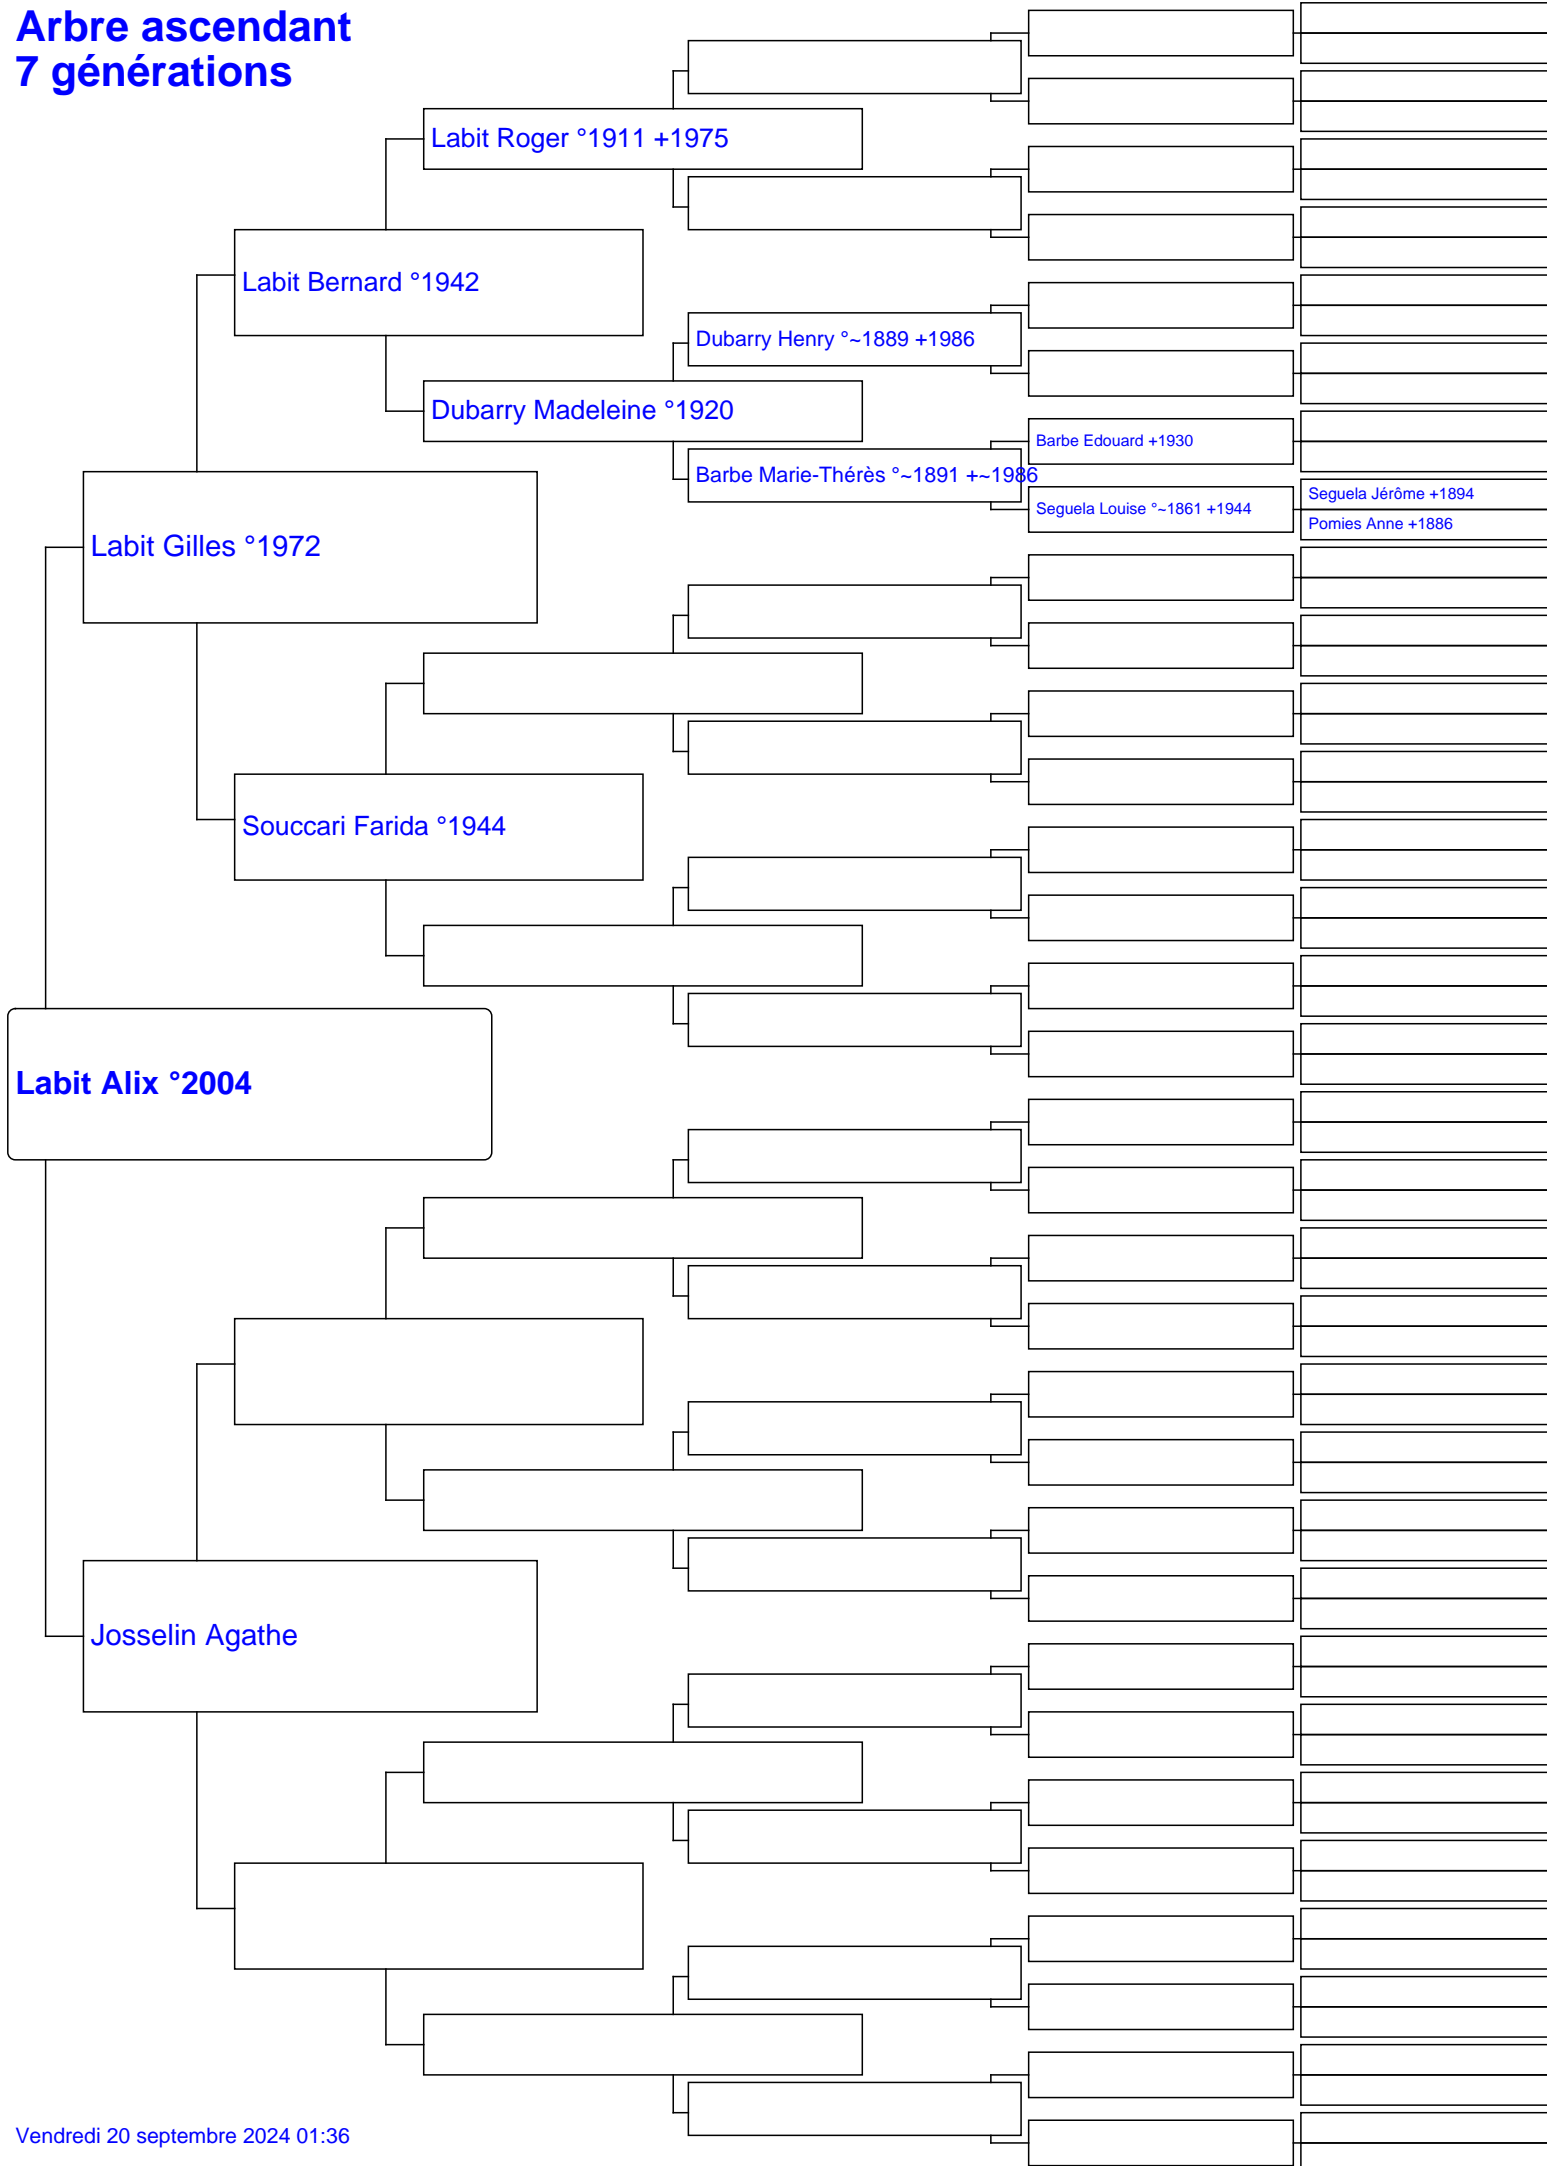 Arbre ascendant
7 générations
Labit Roger °1911 +1975
Labit Bernard °1942
Dubarry Henry °~1889 +1986
Dubarry Madeleine °1920
Barbe Edouard +1930
Barbe Marie-Thérès °~1891 +~1986
Seguela Jérôme +1894
Seguela Louise °~1861 +1944
Pomies Anne +1886
Labit Gilles °1972
Souccari Farida °1944
Labit Alix °2004
Josselin Agathe
Vendredi 20 septembre 2024 01:36